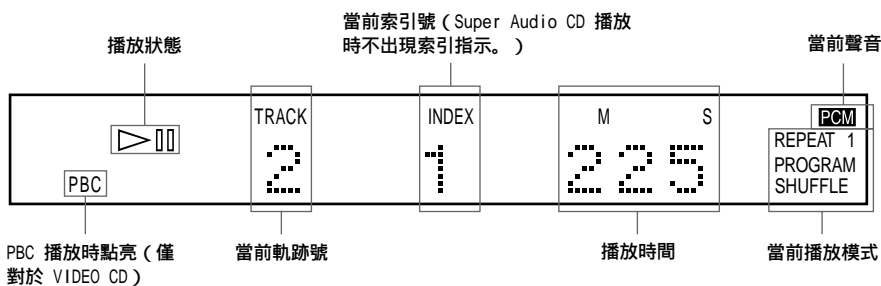 當前索引號（Super Audio CD 播放
時不出現索引指示。）
播放狀態
當前聲音
TRACK
INDEX
M S
PCM
2
1
2 2 5
REPEAT 1
PROGRAM
SHUFFLE
PBC
PBC 播放時點亮（僅
對於 VIDEO CD）
當前軌跡號
播放時間
當前播放模式